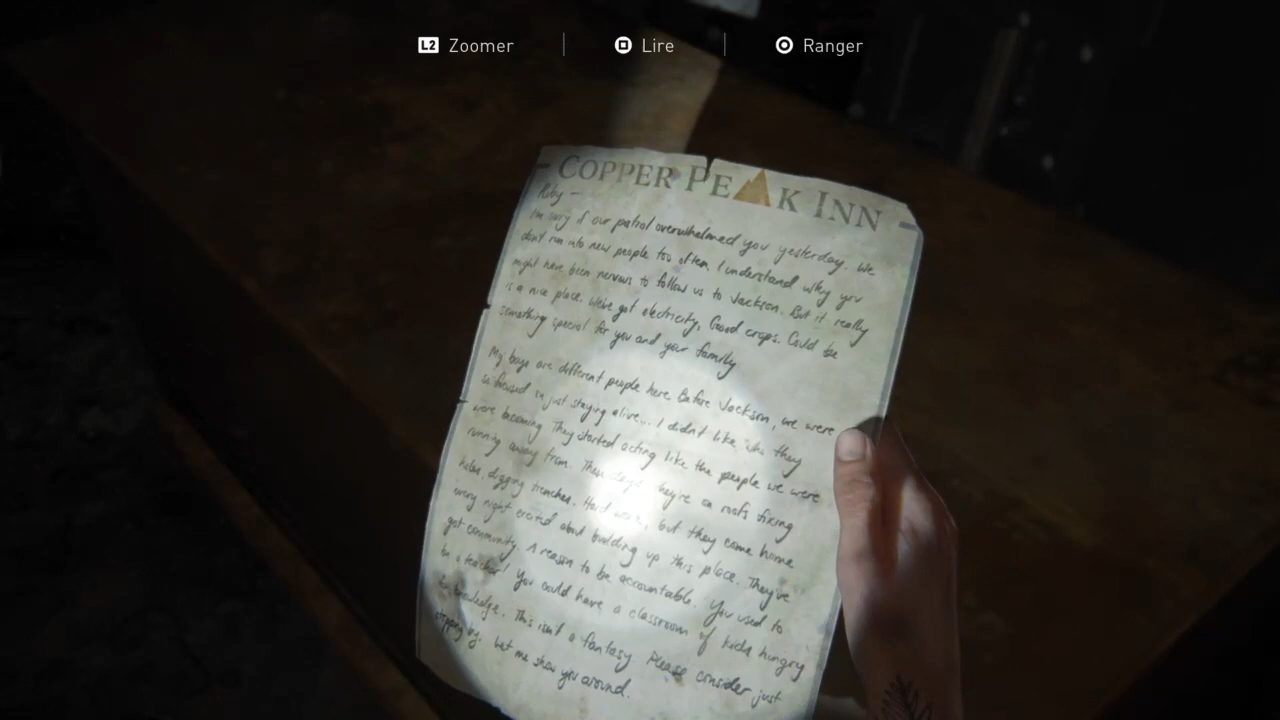 L2 Zoomer
Lire
Ranger
COPPER PEAK INN
Ruby –
I'm sorry if our patrol overwhelmed you yesterday. We
don't run into new people too often. I understand why you
might have been nervous to follow us to Jackson. But it really
is a nice place. We've got electricity, Good crops. Could be
something special for you and your family
My boys are different people here. Before Jackson, we were
so focused on just staying alive... I didn't like who they
were becoming. They started acting like the people we were
running away from. These days they're on roofs fixing
holes, digging trenches. Hard work, but they come home
every night excited about building up this place. They've
got community. A reason to be accountable. You used to
be a teacher! You could have a classroom of kids hungry
for knowledge. This isn't a fantasy. Please consider just
stopping by. Let me show you around.